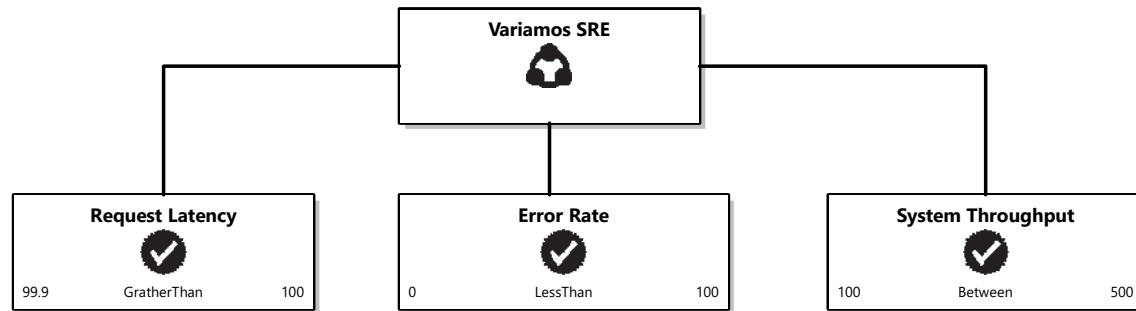 Variamos SRE
Request Latency
99.9 GratherThan 100
Error Rate
0 LessThan 100
System Throughput
100 Between 500